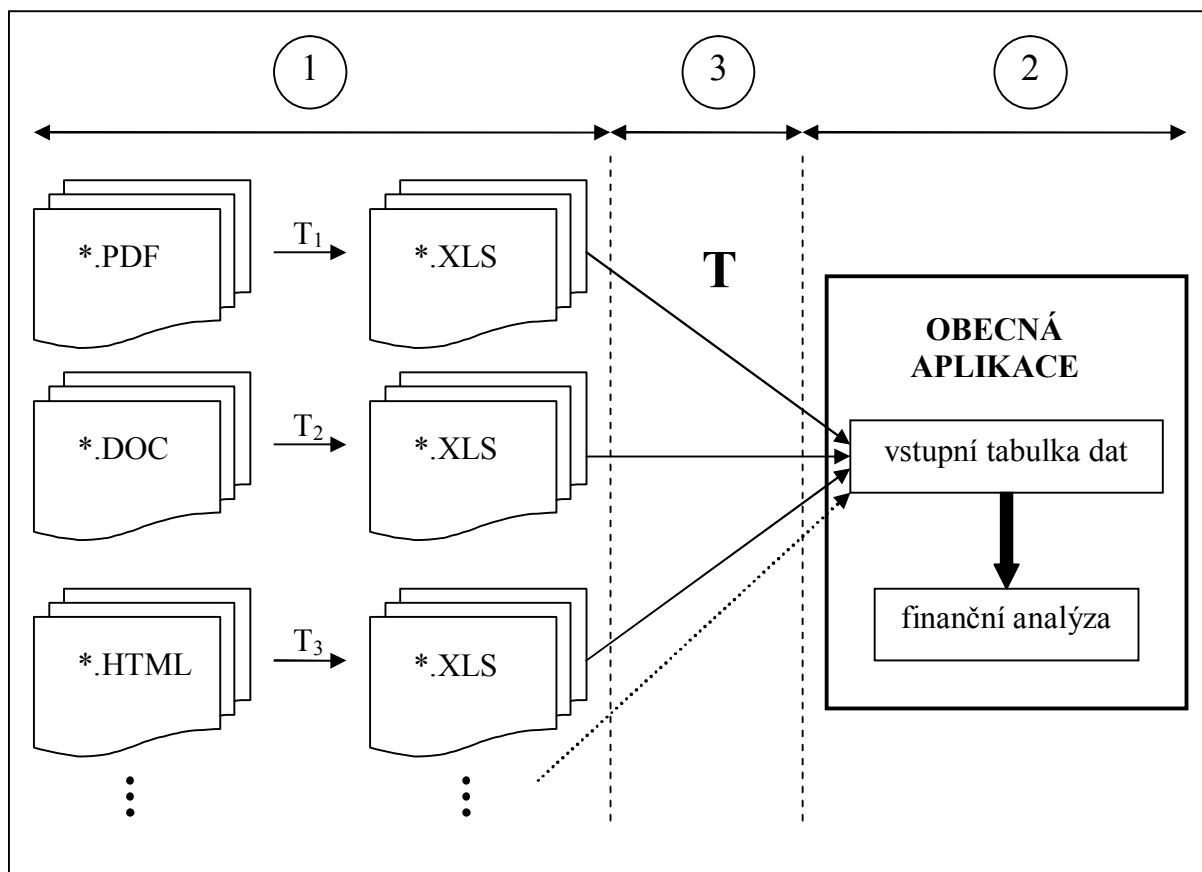 1
3
2
*.PDF
T₁
*.XLS
T
*.DOC
T₂
*.XLS
*.HTML
T₃
*.XLS
OBECNÁ
APLIKACE
vstupní tabulka dat
finanční analýza